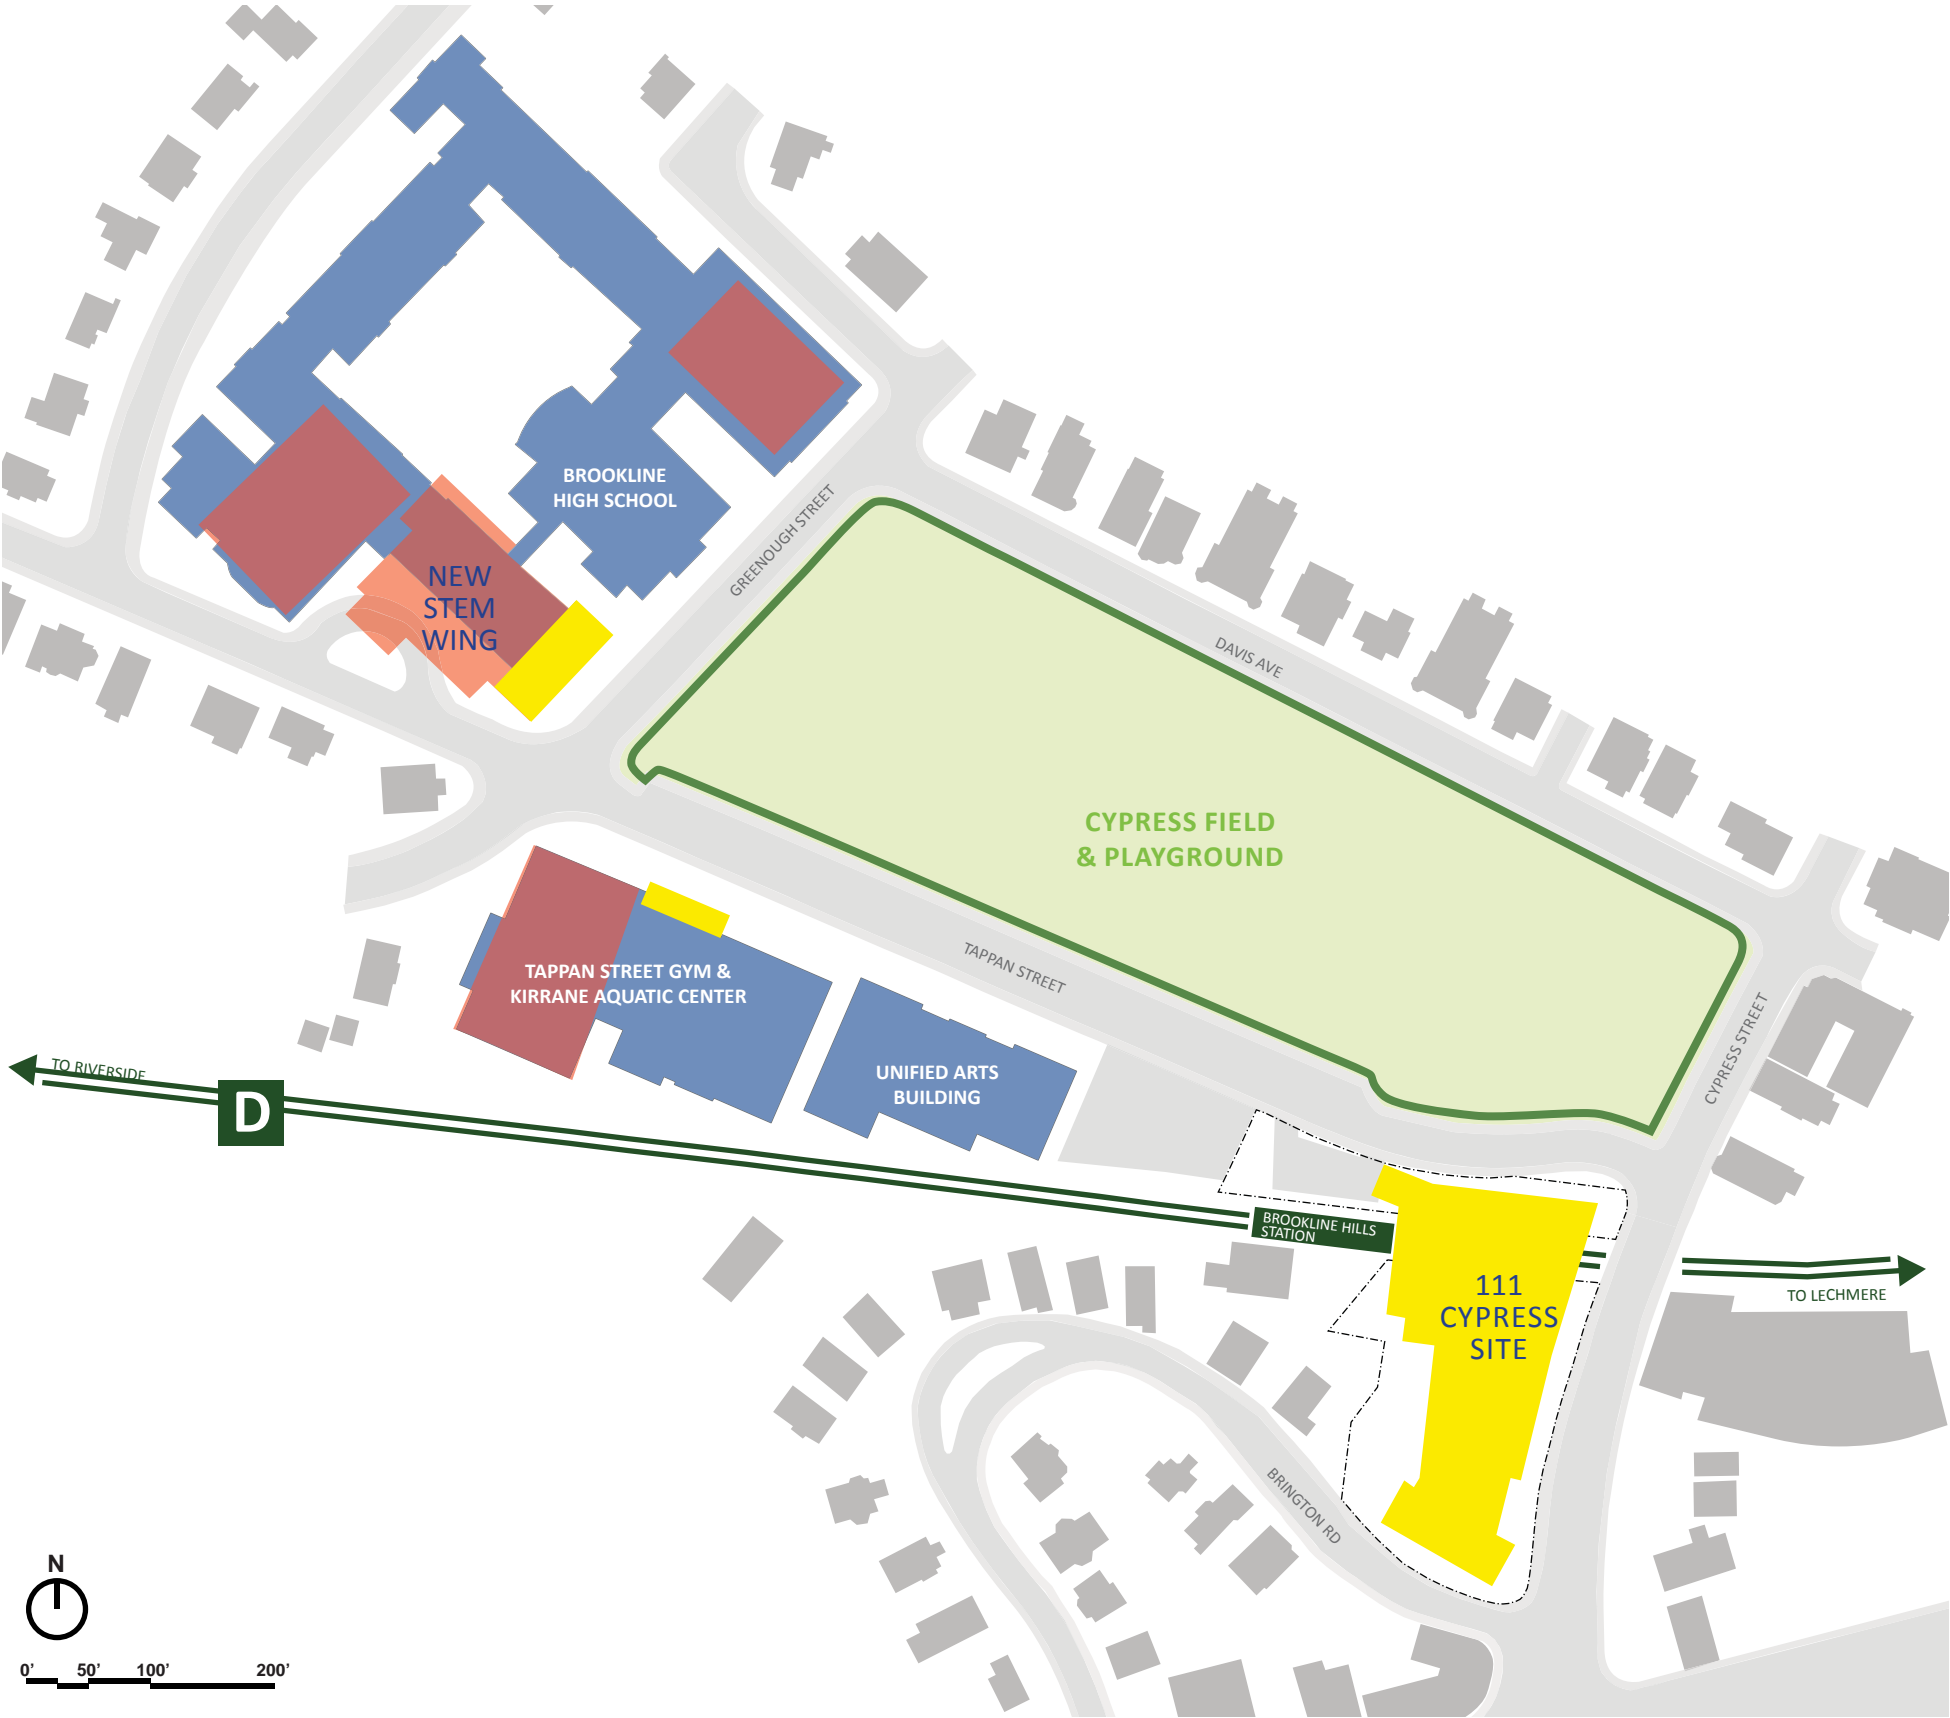 BROOKLINE
HIGH SCHOOL
GREENOUGH STREET
NEW
STEM
WING
DAVIS AVE
CYPRESS FIELD
& PLAYGROUND
TAPPAN STREET
TAPPAN STREET GYM &
KIRRANE AQUATIC CENTER
CYPRESS STREET
UNIFIED ARTS
BUILDING
TO RIVERSIDE
D
BROOKLINE HILLS
STATION
111
CYPRESS
SITE
TO LECHMERE
BRINGTON RD
N
0’ 50’ 100’ 200’